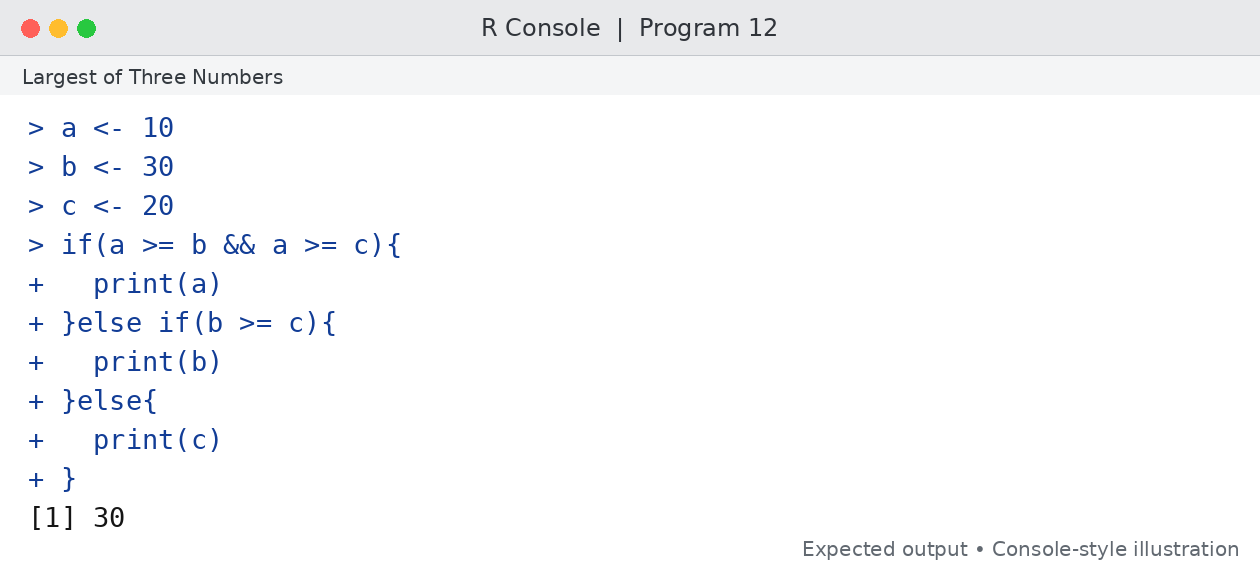 R Console | Program 12
Largest of Three Numbers
> a <- 10
> b <- 30
> c <- 20
> if(a >= b && a >= c){
+   print(a)
+ }else if(b >= c){
+   print(b)
+ }else{
+   print(c)
+ }
[1] 30
Expected output • Console-style illustration